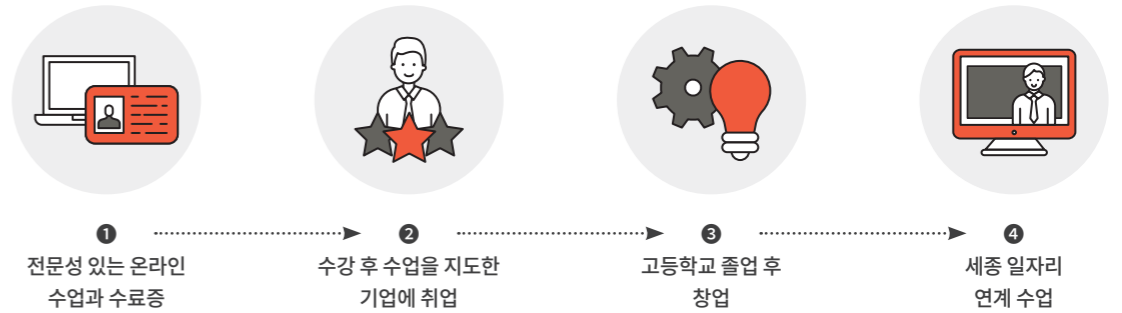 ❶
전문성 있는 온라인
수업과 수료증
❷
수강 후 수업을 지도한
기업에 취업
❸
고등학교 졸업 후
창업
❹
세종 일자리
연계 수업